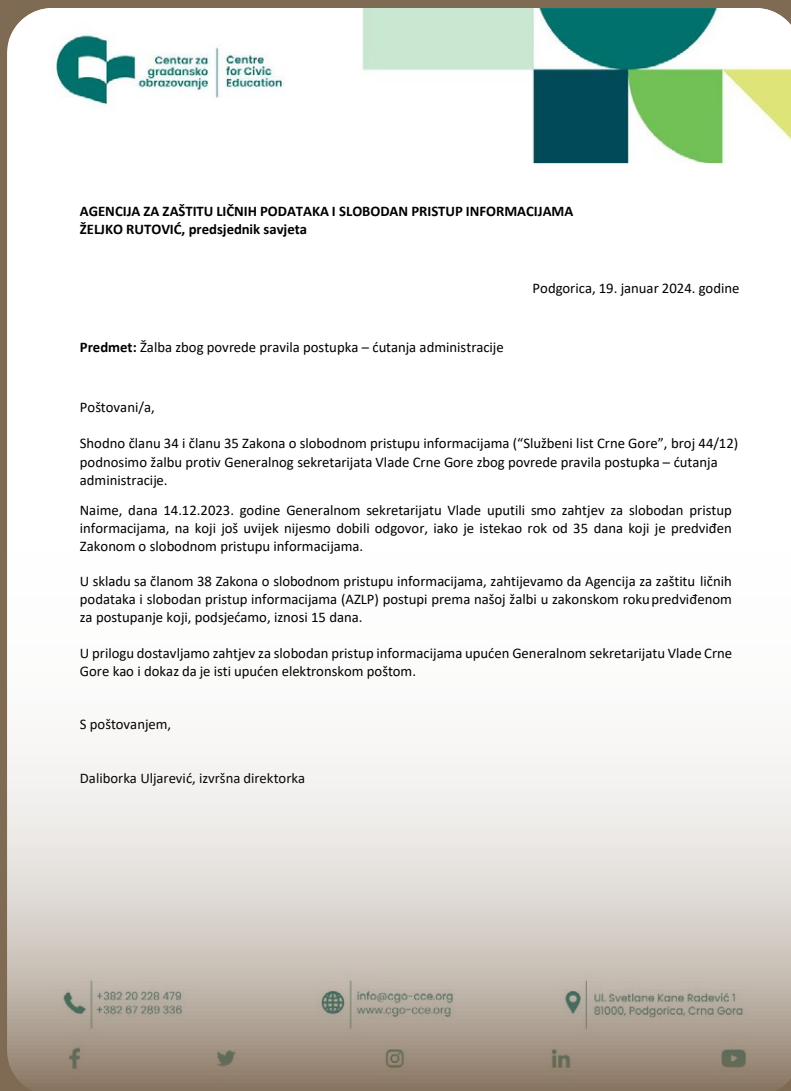 Centar za
građansko
obrazovanje
Centre
for Civic
Education
AGENCIJA ZA ZAŠTITU LIČNIH PODATAKA I SLOBODAN PRISTUP INFORMACIJAMA
ŽELJKO RUTOVIĆ, predsjednik savjeta
Podgorica, 19. januar 2024. godine
Predmet: Žalba zbog povrede pravila postupka – ćutanja administracije
Poštovani/a,
Shodno članu 34 i članu 35 Zakona o slobodnom pristupu informacijama (“Službeni list Crne Gore”, broj 44/12)
podnosimo žalbu protiv Generalnog sekretarijata Vlade Crne Gore zbog povrede pravila postupka – ćutanja
administracije.
Naime, dana 14.12.2023. godine Generalnom sekretarijatu Vlade uputili smo zahtjev za slobodan pristup
informacijama, na koji još uvijek nijesmo dobili odgovor, iako je istekao rok od 35 dana koji je predviđen
Zakonom o slobodnom pristupu informacijama.
U skladu sa članom 38 Zakona o slobodnom pristupu informacijama, zahtijevamo da Agencija za zaštitu ličnih
podataka i slobodan pristup informacijama (AZLP) postupi prema našoj žalbi u zakonskom roku predviđenom
za postupanje koji, podsjećamo, iznosi 15 dana.
U prilogu dostavljamo zahtjev za slobodan pristup informacijama upućen Generalnom sekretarijatu Vlade Crne
Gore kao i dokaz da je isti upućen elektronskom poštom.
S poštovanjem,
Daliborka Uljarević, izvršna direktorka
+382 20 228 479
+382 67 289 336
info@cgo-cce.org
www.cgo-cce.org
Ul. Svetlane Kane Radević 1
81000, Podgorica, Crna Gora